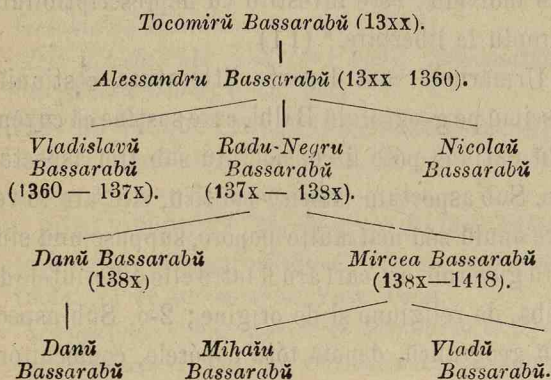 Tocomirŭ Bassarabŭ (13xx).
Alessandru Bassarabŭ (13xx 1360).
Vladislavŭ Radu-Negru Nicolaŭ
Bassarabŭ Bassarabŭ Bassarabŭ
(1360 — 137x). (137x — 138x).
Danŭ Bassarabŭ Mircea Bassarabŭ
(138x) (138x—1418).
Danŭ Mihaĭu Vladŭ
Bassarabŭ Bassarabŭ Bassarabŭ.